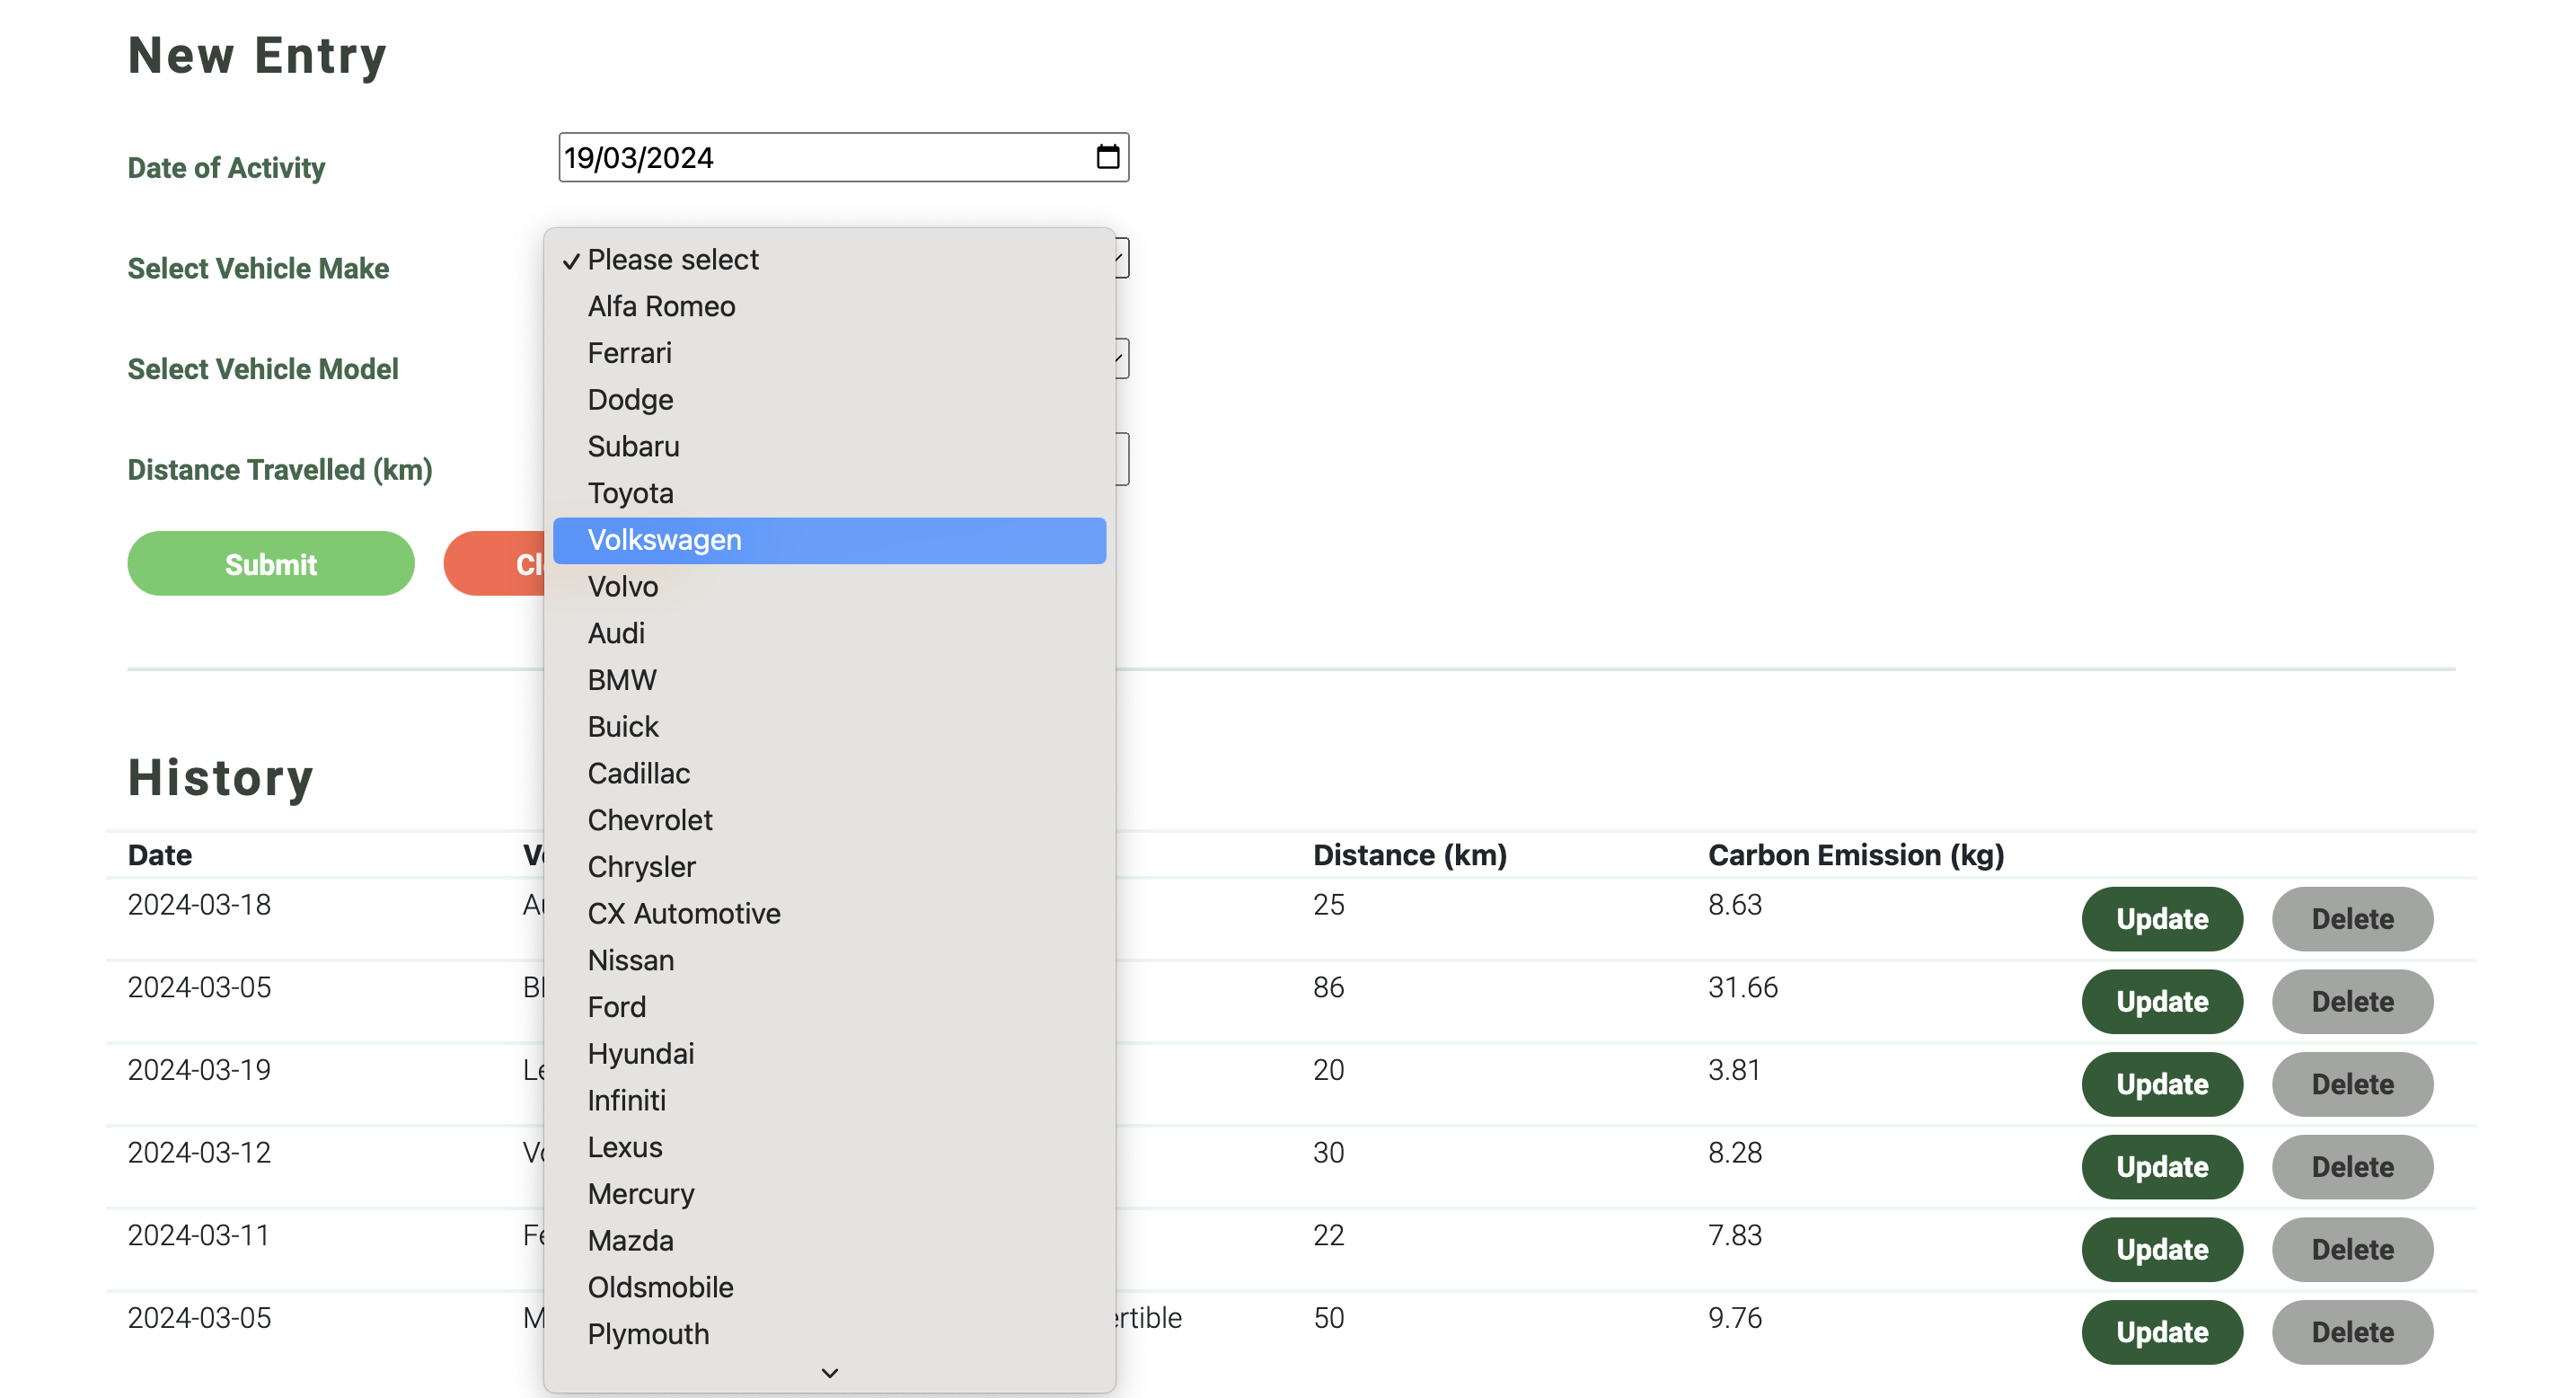 New Entry
Date of Activity
19/03/2024
Select Vehicle Make
Select Vehicle Model
Distance Travelled (km)
Submit
✓ Please select
Alfa Romeo
Ferrari
Dodge
Subaru
Toyota
Volkswagen
Volvo
Audi
BMW
Buick
Cadillac
Chevrolet
Chrysler
CX Automotive
Nissan
Ford
Hyundai
Infiniti
Lexus
Mercury
Mazda
Oldsmobile
Plymouth
History
Date Distance (km) Carbon Emission (kg)
2024-03-18 25 8.63 Update Delete
2024-03-05 86 31.66 Update Delete
2024-03-19 20 3.81 Update Delete
2024-03-12 30 8.28 Update Delete
2024-03-11 22 7.83 Update Delete
2024-03-05 50 9.76 Update Delete